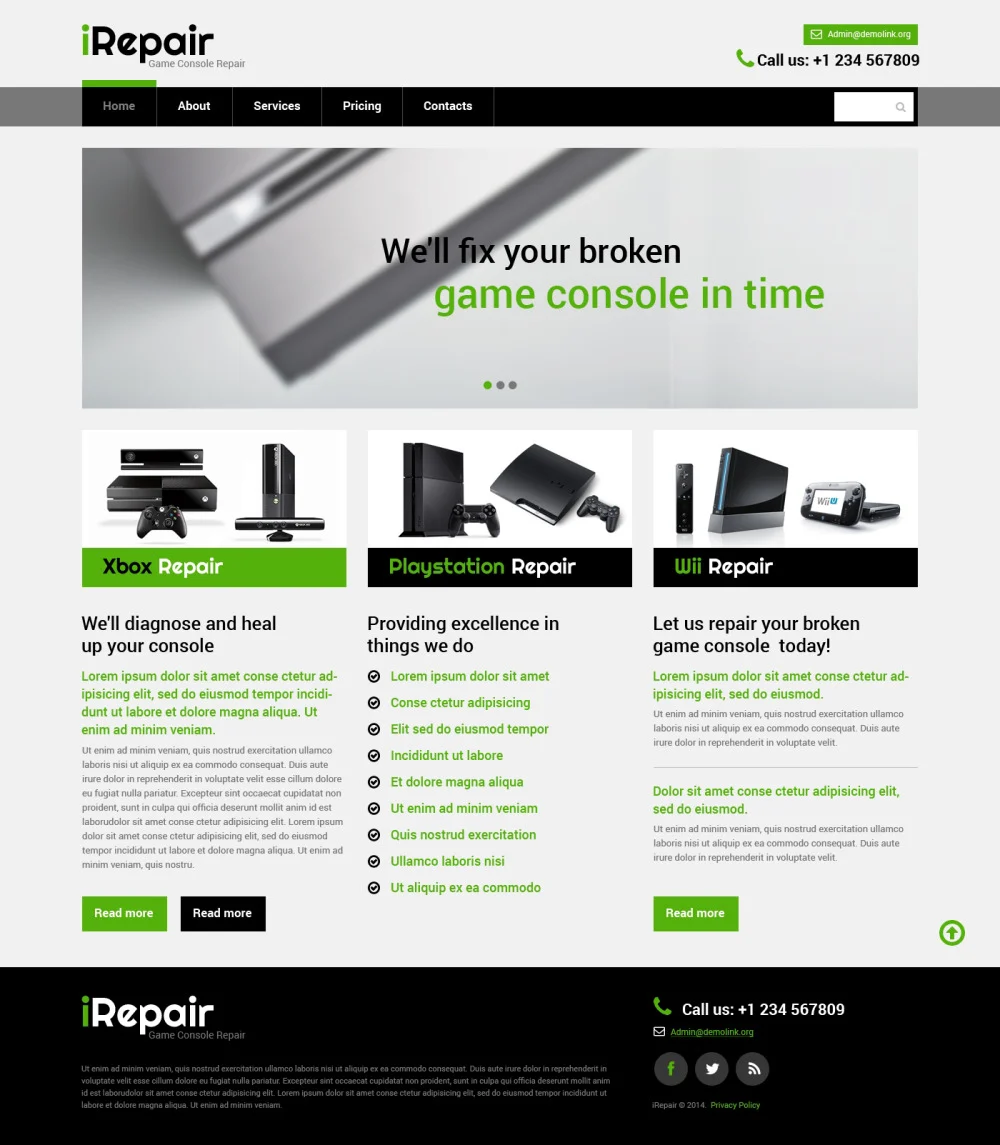 iRepair
Game Console Repair
Admin@demolink.org
Call us: +1 234 567809
Home
About
Services
Pricing
Contacts
We'll fix your broken
game console in time
WiiU
Xbox Repair
Playstation Repair
Wii Repair
We'll diagnose and heal
up your console
Lorem ipsum dolor sit amet conse ctetur ad-
ipisicing elit, sed do eiusmod tempor incidi-
dunt ut labore et dolore magna aliqua. Ut
enim ad minim veniam.
Ut enim ad minim veniam, quis nostrud exercitation ullamco
laboris nisi ut aliquip ex ea commodo consequat. Duis aute
irure dolor in reprehenderit in voluptate velit esse cillum dolore
eu fugiat nulla pariatur. Excepteur sint occaecat cupidatat non
proident, sunt in culpa qui officia deserunt mollit anim id est
laborudolor sit amet conse ctetur adipisicing elit. Lorem ipsum
dolor sit amet conse ctetur adipisicing elit, sed do eiusmod
tempor incididunt ut labore et dolore magna aliqua. Ut enim ad
minim veniam, quis nostru.
Read more
Read more
Providing excellence in
things we do
Lorem ipsum dolor sit amet
Conse ctetur adipisicing
Elit sed do eiusmod tempor
Incididunt ut labore
Et dolore magna aliqua
Ut enim ad minim veniam
Quis nostrud exercitation
Ullamco laboris nisi
Ut aliquip ex ea commodo
Let us repair your broken
game console  today!
Lorem ipsum dolor sit amet conse ctetur ad-
ipisicing elit, sed do eiusmod.
Ut enim ad minim veniam, quis nostrud exercitation ullamco
laboris nisi ut aliquip ex ea commodo consequat. Duis aute
irure dolor in reprehenderit in voluptate velit.
Dolor sit amet conse ctetur adipisicing elit,
sed do eiusmod.
Ut enim ad minim veniam, quis nostrud exercitation ullamco
laboris nisi ut aliquip ex ea commodo consequat. Duis aute
irure dolor in reprehenderit in voluptate velit.
Read more
iRepair
Game Console Repair
Ut enim ad minim veniam, quis nostrud exercitation ullamco laboris nisi ut aliquip ex ea commodo consequat. Duis aute irure dolor in reprehenderit in
voluptate velit esse cillum dolore eu fugiat nulla pariatur. Excepteur sint occaecat cupidatat non proident, sunt in culpa qui officia deserunt mollit anim
id est laborudolor sit amet conse ctetur adipisicing elit. Lorem ipsum dolor sit amet conse ctetur adipisicing elit, sed do eiusmod tempor incididunt ut
labore et dolore magna aliqua. Ut enim ad minim veniam.
Call us: +1 234 567809
Admin@demolink.org
iRepair © 2014. Privacy Policy